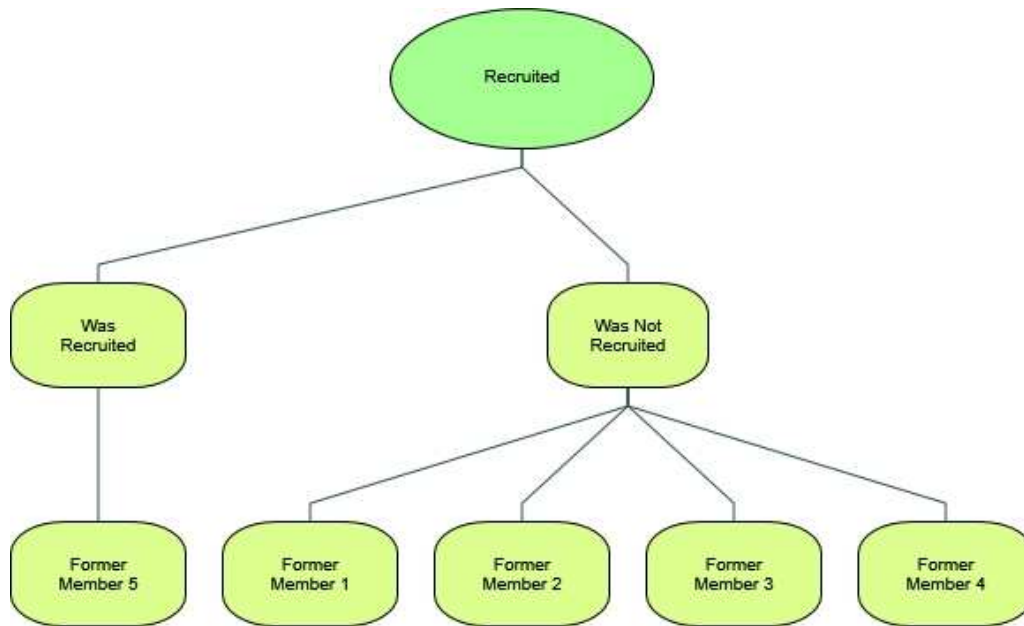 Recruited
Was
Recruited
Was Not
Recruited
Former
Member 5
Former
Member 1
Former
Member 2
Former
Member 3
Former
Member 4